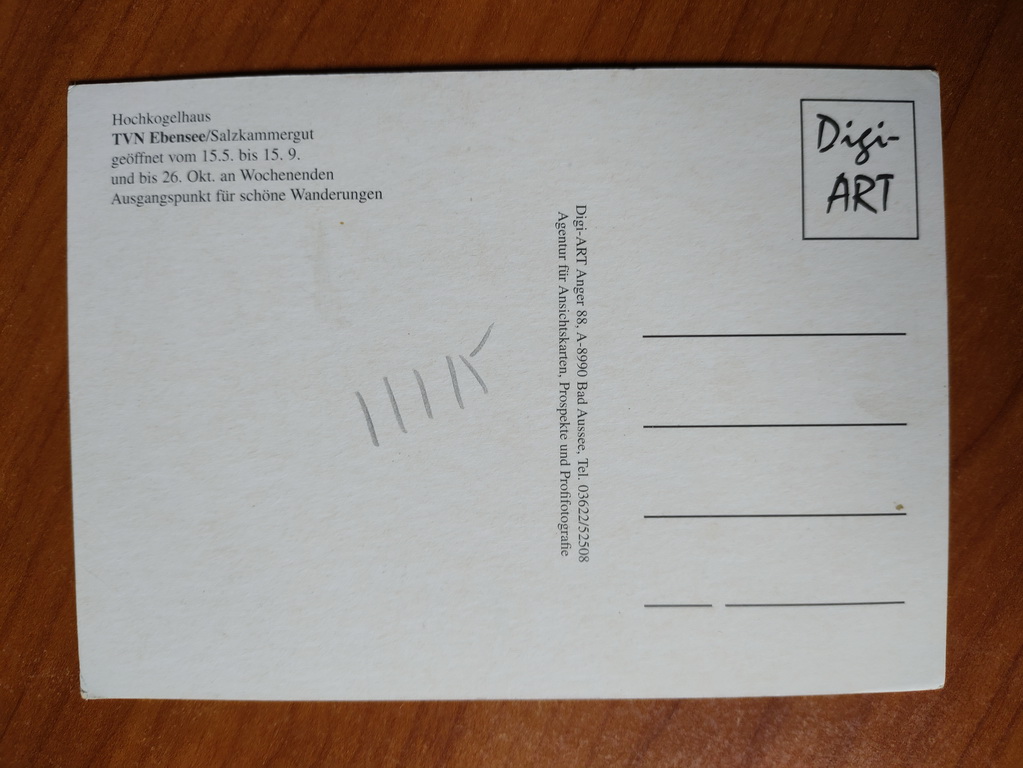 Hochkogelhaus
TVN Ebensee/Salzkammergut
geöffnet vom 15.5. bis 15. 9.
und bis 26. Okt. an Wochenenden
Ausgangspunkt für schöne Wanderungen
Digi-ART Anger 88, A-8990 Bad Aussee, Tel. 03622/52508
Agentur für Ansichtskarten, Prospekte und Profifotografie
Digi-
ART